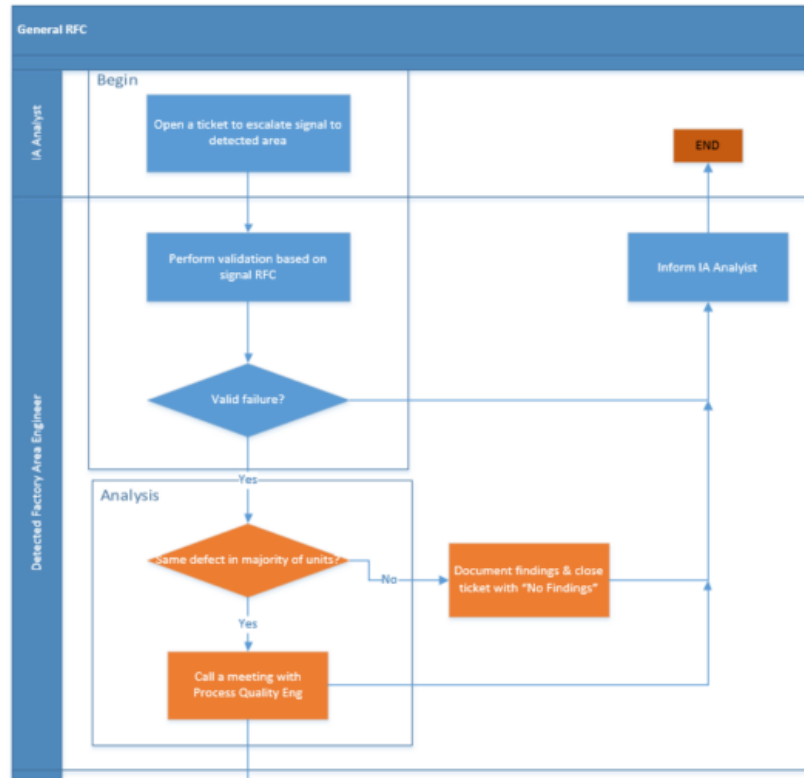 General RFC
Begin
IA Analyst
Open a ticket to escalate signal to
detected area
END
Detected Factory Area Engineer
Perform validation based on
signal RFC
Inform IA Analyist
Valid failure?
Yes
Analysis
Same defect in majority of units?
No
Document findings & close
ticket with “No Findings”
Yes
Call a meeting with
Process Quality Eng